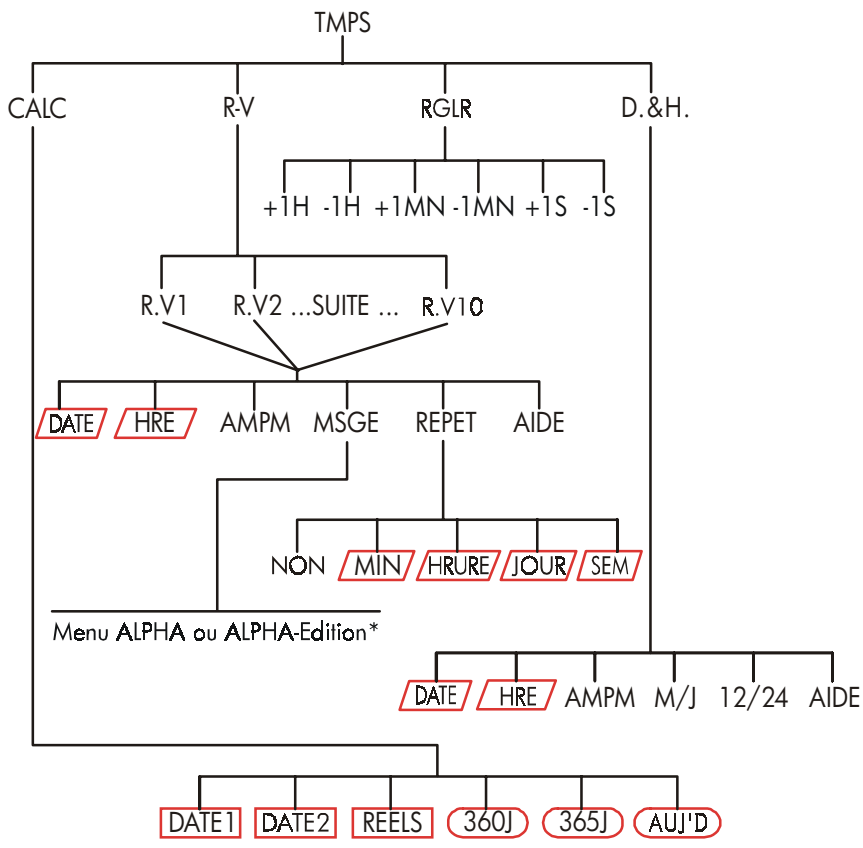 TMPS
CALC R-V RGLR D.&H.
+1H -1H +1MN -1MN +1S -1S
R.V1 R.V2 ...SUITE ... R.V10
DATE HRE AMPM MSGE REPET AIDE
NON MIN HRURE JOUR SEM
Menu ALPHA ou ALPHA-Edition*
DATE HRE AMPM M/J 12/24 AIDE
DATE1 DATE2 REELS 360J 365J AUJ'D